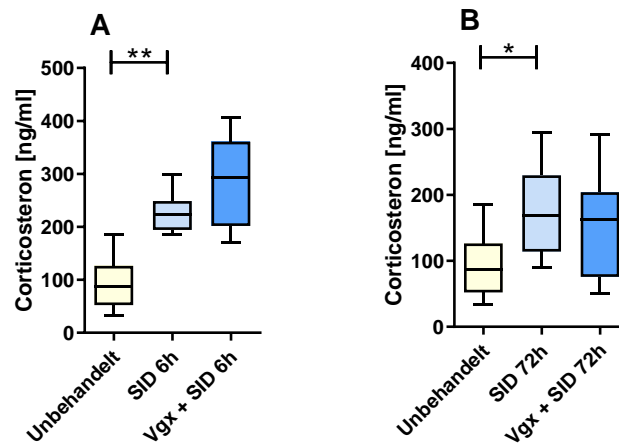 A
**
Corticosteron [ng/ml]
500
400
300
200
100
0
Unbehandelt
SID 6h
Vgx + SID 6h
B
*
Corticosteron [ng/ml]
400
300
200
100
0
Unbehandelt
SID 72h
Vgx + SID 72h